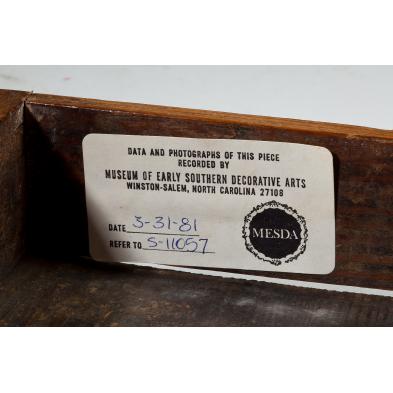 DATA AND PHOTOGRAPHS OF THIS PIECE
RECORDED BY
MUSEUM OF EARLY SOUTHERN DECORATIVE ARTS
WINSTON-SALEM, NORTH CAROLINA 27108
DATE 3-31-81
REFER TO S-11057
MESDA